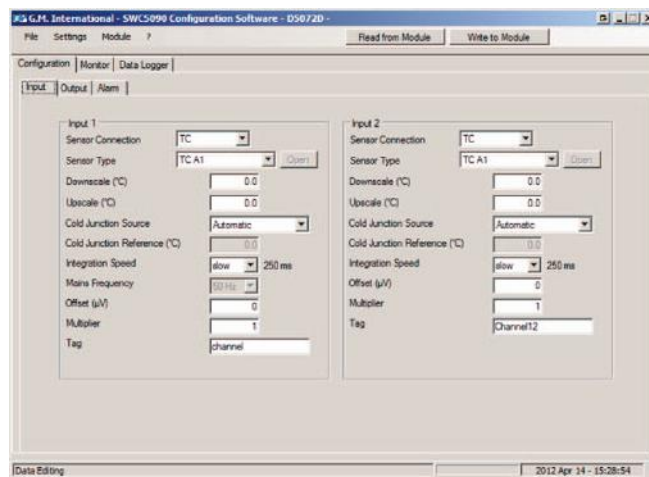 G.M. International - SWC5090 Configuration Software - D5072D -
File Settings Module ? Read from Module Write to Module
Configuration Monitor Data Logger
Input Output Alarm
Input 1
Sensor Connection TC
Sensor Type TC A1 Open
Downscale (°C) 0.0
Upscale (°C) 0.0
Cold Junction Source Automatic
Cold Junction Reference (°C) 0.0
Integration Speed slow 250 ms
Mains Frequency 50 Hz
Offset (µV) 0
Multiplier 1
Tag channel
Input 2
Sensor Connection TC
Sensor Type TC A1 Open
Downscale (°C) 0.0
Upscale (°C) 0.0
Cold Junction Source Automatic
Cold Junction Reference (°C) 0.0
Integration Speed slow 250 ms
Offset (µV) 0
Multiplier 1
Tag Channel12
Data Editing 2012 Apr 14 - 15:28:54